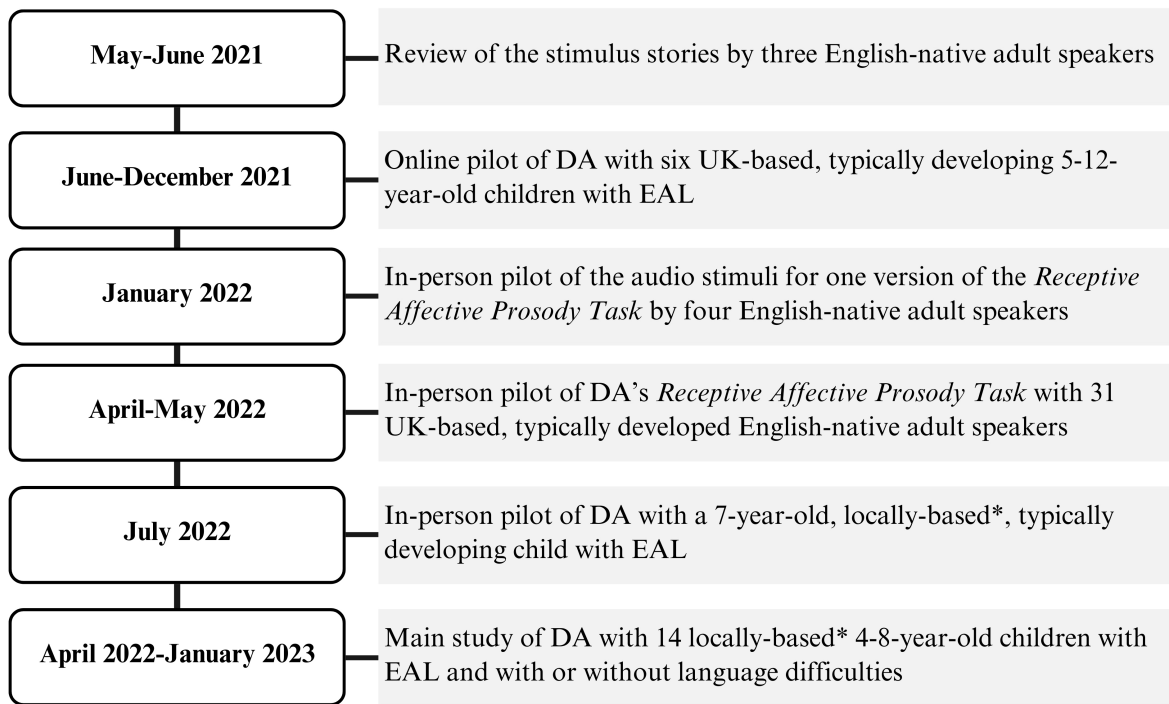 May-June 2021
Review of the stimulus stories by three English-native adult speakers
June-December 2021
Online pilot of DA with six UK-based, typically developing 5-12-
year-old children with EAL
January 2022
In-person pilot of the audio stimuli for one version of the Receptive
Affective Prosody Task by four English-native adult speakers
April-May 2022
In-person pilot of DA’s Receptive Affective Prosody Task with 31
UK-based, typically developed English-native adult speakers
July 2022
In-person pilot of DA with a 7-year-old, locally-based*, typically
developing child with EAL
April 2022-January 2023
Main study of DA with 14 locally-based* 4-8-year-old children with
EAL and with or without language difficulties